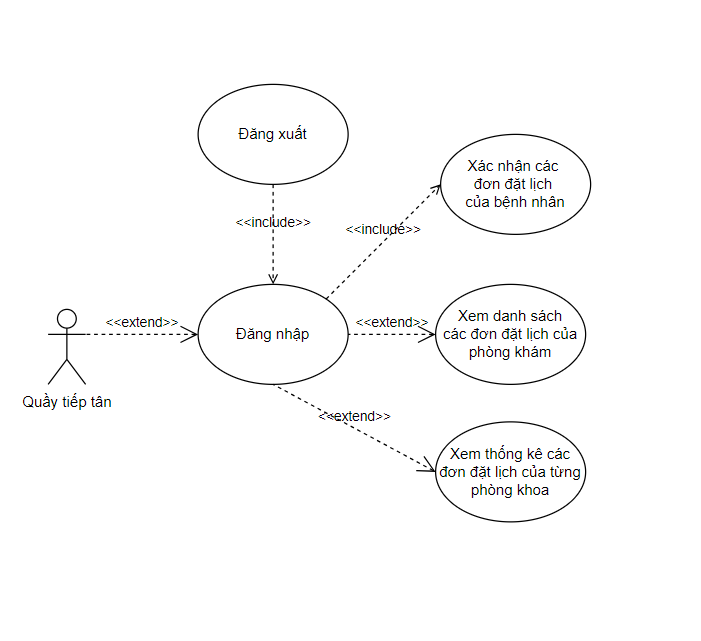 Đăng xuất
<<include>>
Xác nhận các
đơn đặt lịch
của bệnh nhân
<<include>>
<<extend>>
Quầy tiếp tân
Đăng nhập
<<extend>>
Xem danh sách
các đơn đặt lịch của
phòng khám
<<extend>>
Xem thống kê các
đơn đặt lịch của từng
phòng khoa